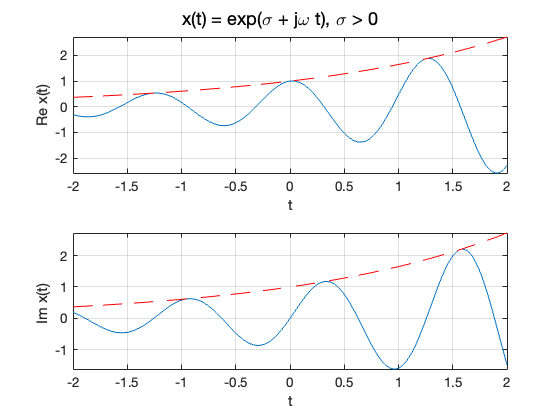 x(t) = exp(σ + jω t), σ > 0
2
1
0
-1
-2
Re x(t)
-2 -1.5 -1 -0.5 0 0.5 1 1.5 2
t
2
1
0
-1
Im x(t)
-2 -1.5 -1 -0.5 0 0.5 1 1.5 2
t